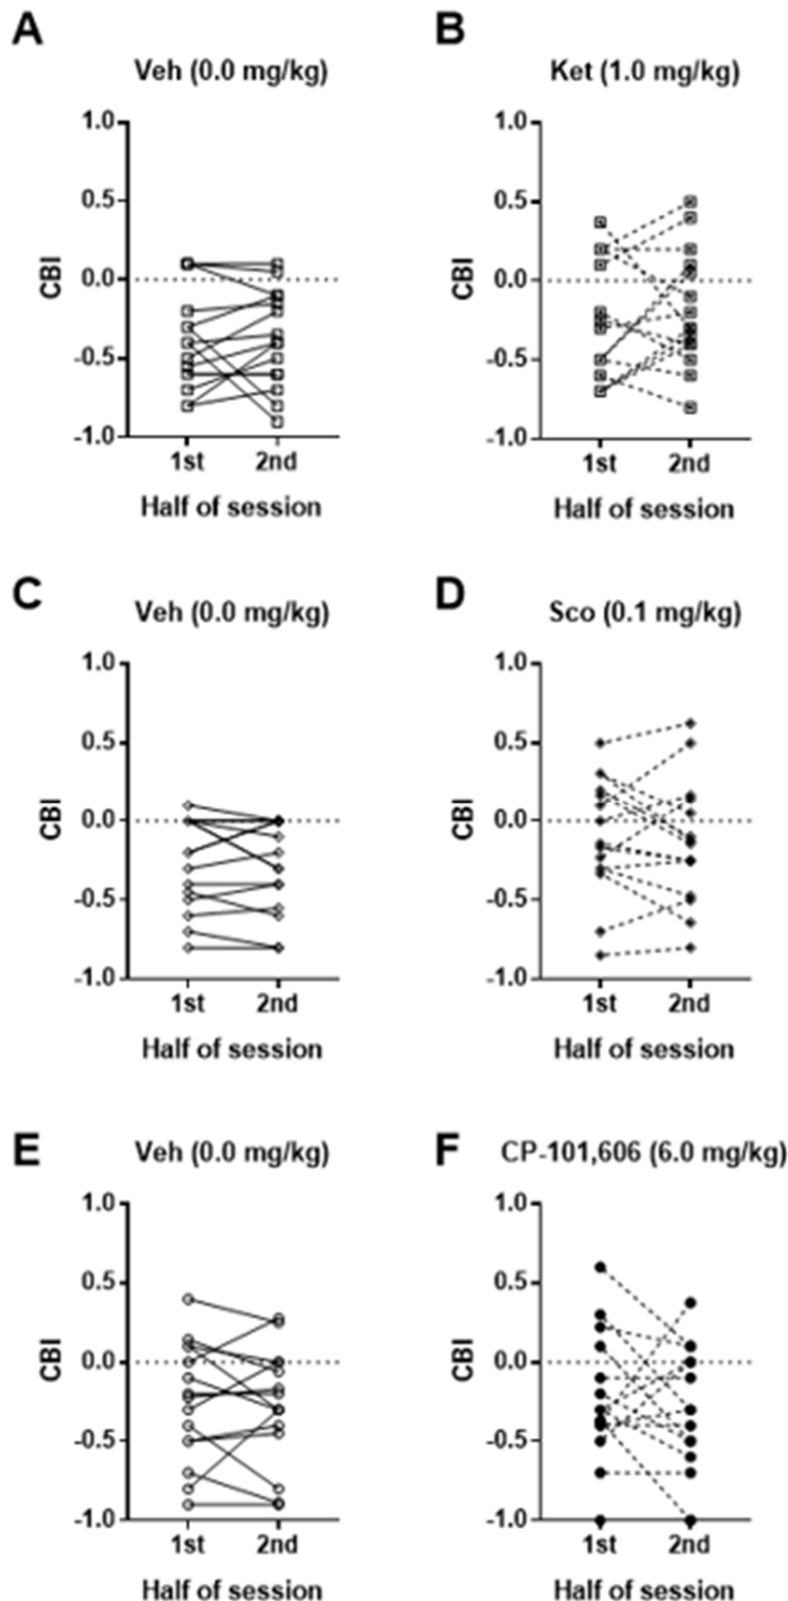 A
Veh (0.0 mg/kg)
1.0
0.5
0.0
-0.5
-1.0
CBI
1st 2nd
Half of session
B
Ket (1.0 mg/kg)
1.0
0.5
0.0
-0.5
-1.0
CBI
1st 2nd
Half of session
C
Veh (0.0 mg/kg)
1.0
0.5
0.0
-0.5
-1.0
CBI
1st 2nd
Half of session
D
Sco (0.1 mg/kg)
1.0
0.5
0.0
-0.5
-1.0
CBI
1st 2nd
Half of session
E
Veh (0.0 mg/kg)
1.0
0.5
0.0
-0.5
-1.0
CBI
1st 2nd
Half of session
F
CP-101,606 (6.0 mg/kg)
1.0
0.5
0.0
-0.5
-1.0
CBI
1st 2nd
Half of session